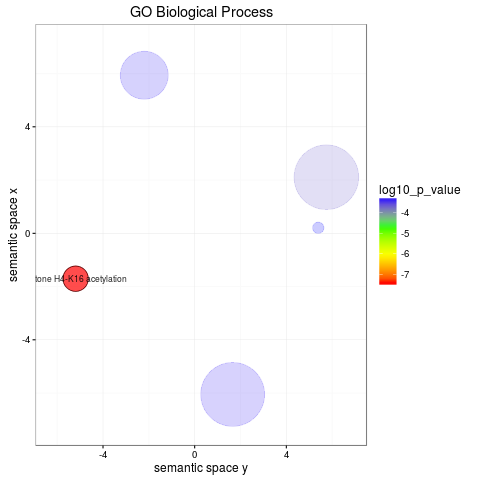 GO Biological Process
semantic space x
4
0
-4
tone H4-K16 acetylation
-4
0
4
semantic space y
log10_p_value
-4
-5
-6
-7